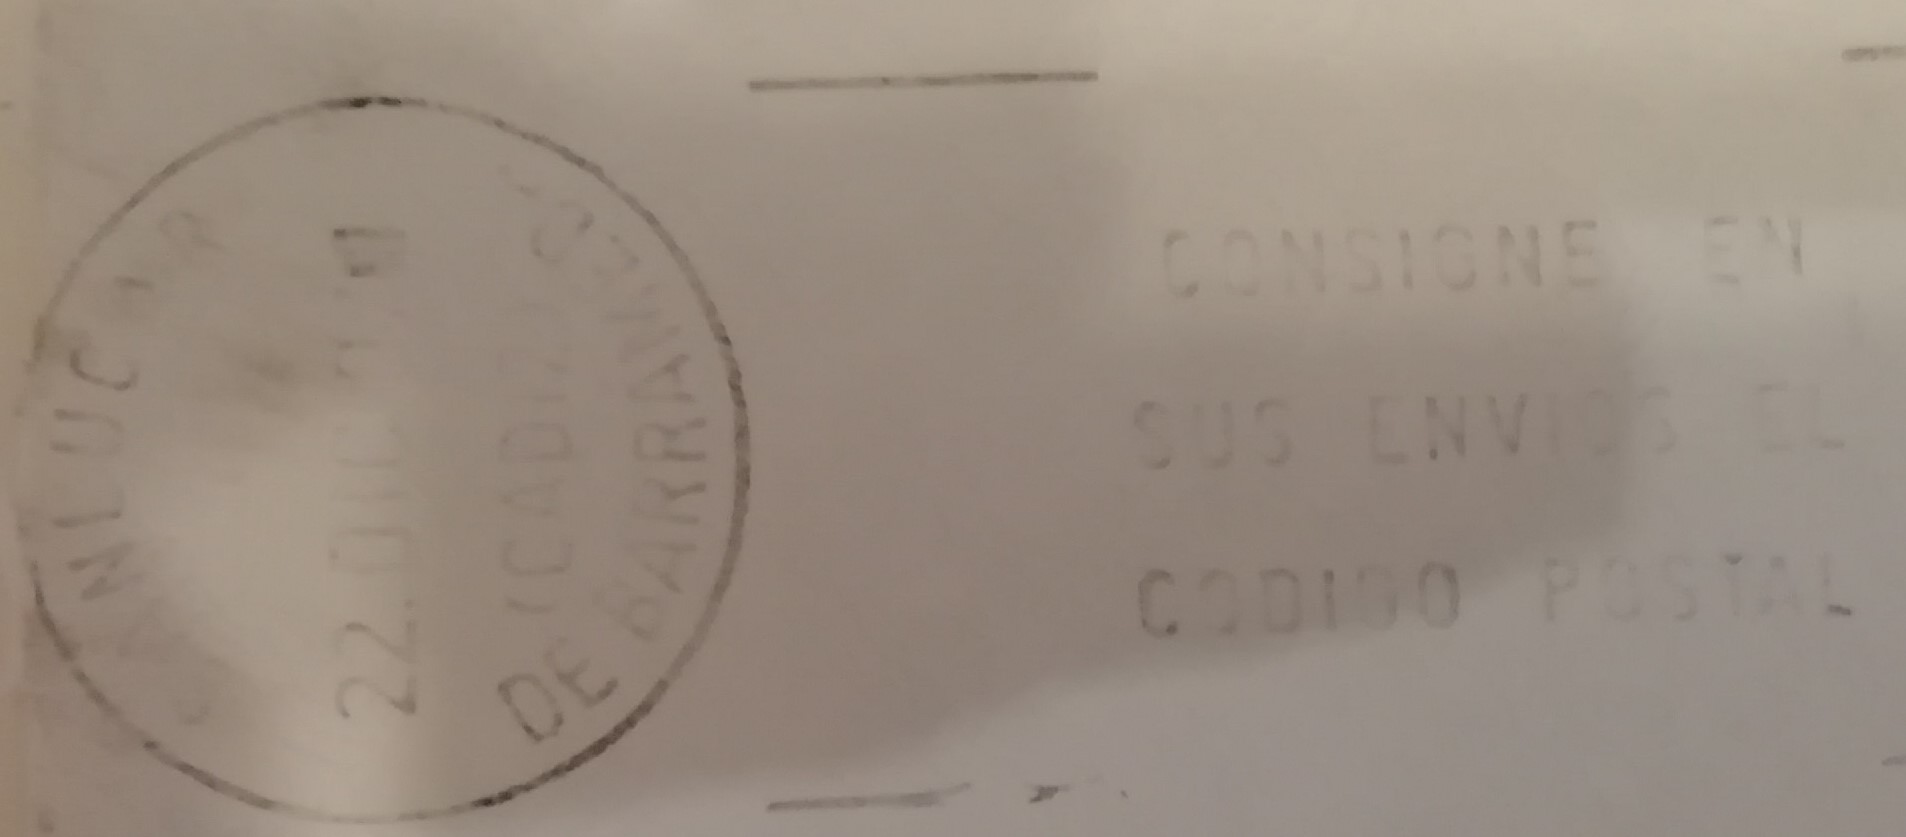 SANLUCAR
22. DIC
(CADIZ)
DE BARRAMEDA
CONSIGNE EN
SUS ENVIOS EL
CODIGO POSTAL